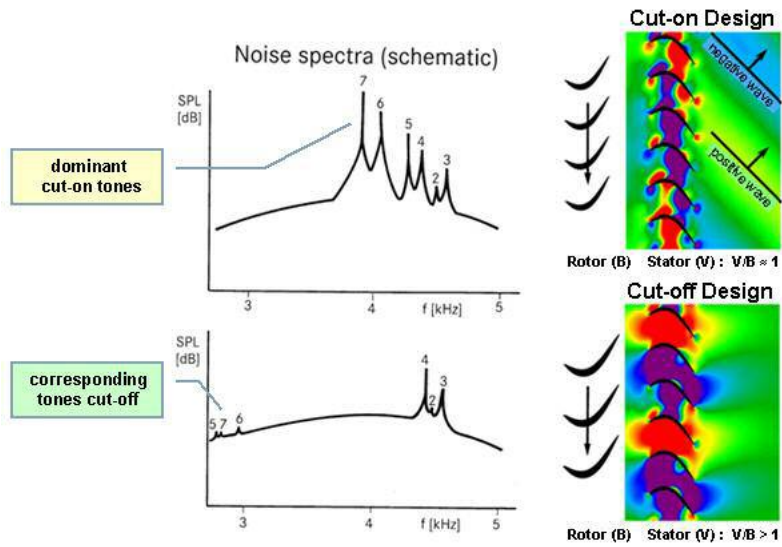 Cut-on Design
Noise spectra (schematic)
SPL
[dB]
7
6
5
4
2
3
dominant
cut-on tones
3
4
5
f [kHz]
negative wave
positive wave
Rotor (B) Stator (V) : V/B ≈ 1
Cut-off Design
SPL
[dB]
corresponding
tones cut-off
5
7
6
4
2
3
3
4
5
f [kHz]
Rotor (B) Stator (V) : V/B > 1